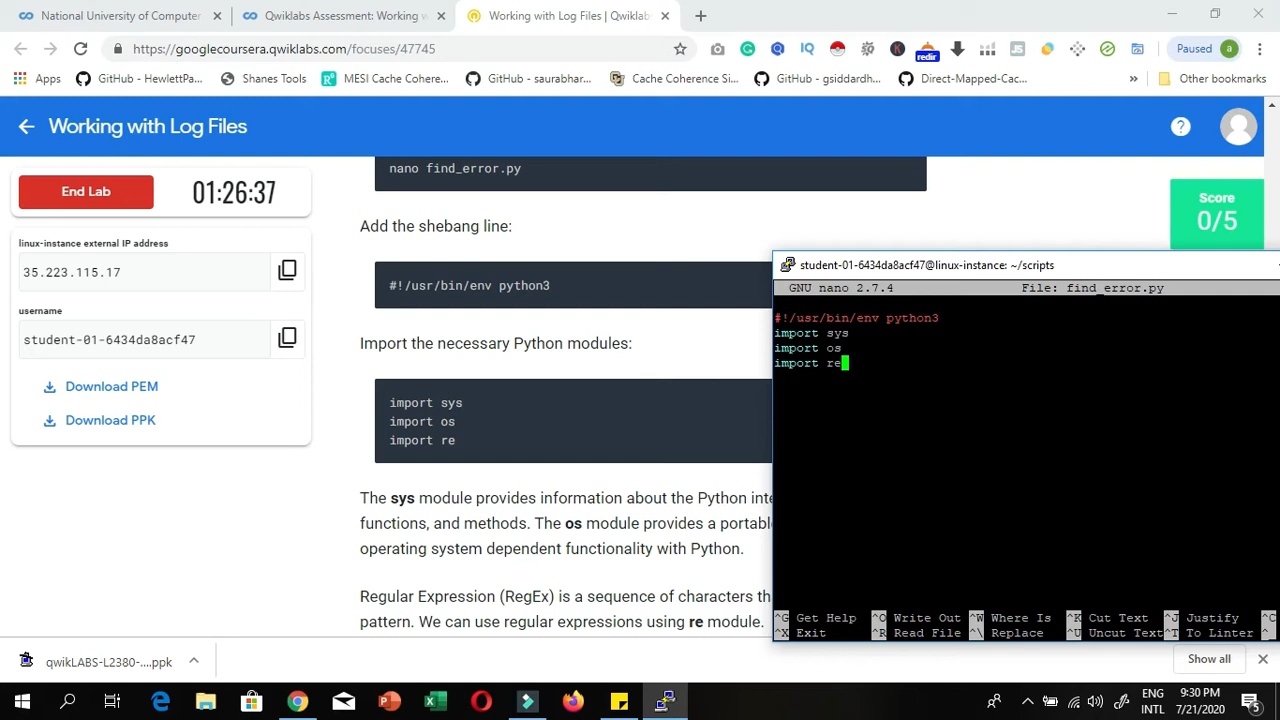 National University of Computer
Qwiklabs Assessment: Working w
Working with Log Files | Qwiklab
https://googlecoursera.qwiklabs.com/focuses/47745
IQ
JS
redir
Paused
a
Apps
GitHub - HewlettPa...
Shanes Tools
MESI Cache Cohere...
GitHub - saurabhar...
Cache Coherence Si...
GitHub - gsiddardh...
Direct-Mapped-Cac...
»
Other bookmarks
Working with Log Files
?
End Lab
01:26:37
linux-instance external IP address
35.223.115.17
username
student-01-6434da8acf47
Download PEM
Download PPK
nano find_error.py
Add the shebang line:
#!/usr/bin/env python3
Import the necessary Python modules:
import sys
import os
import re
The sys module provides information about the Python inte
functions, and methods. The os module provides a portable
operating system dependent functionality with Python.
Regular Expression (RegEx) is a sequence of characters th
pattern. We can use regular expressions using re module.
Score
0/5
student-01-6434da8acf47@linux-instance: ~/scripts
GNU nano 2.7.4 File: find_error.py
#!/usr/bin/env python3
import sys
import os
import re
^G Get Help ^O Write Out ^W Where Is ^K Cut Text ^J Justify ^C
^X Exit ^R Read File ^\ Replace ^U Uncut Text ^T To Linter ^_
qwikLABS-L2380-....ppk
Show all
ENG
INTL
9:30 PM
7/21/2020
5